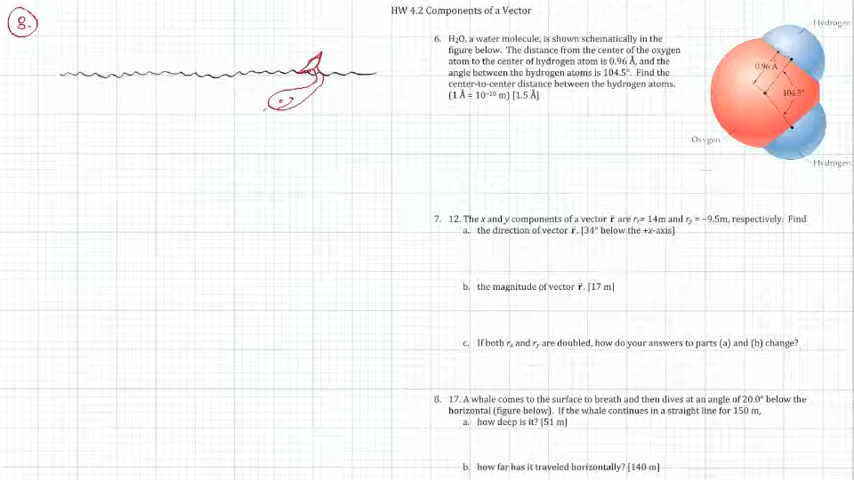 HW 4.2 Components of a Vector
8.
6. H₂O, a water molecule, is shown schematically in the
figure below. The distance from the center of the oxygen
atom to the center of hydrogen atom is 0.96 Å, and the
angle between the hydrogen atoms is 104.5°. Find the
center-to-center distance between the hydrogen atoms.
(1 Å = 10⁻¹⁰ m) [1.5 Å]
Hydrogen
0.96 Å
104.5°
Oxygen
Hydrogen
7. 12. The x and y components of a vector r⃗ are rₓ= 14m and r_y = −9.5m, respectively. Find
a. the direction of vector r⃗. [34° below the +x-axis]
b. the magnitude of vector r⃗. [17 m]
c. If both rₓ and r_y are doubled, how do your answers to parts (a) and (b) change?
8. 17. A whale comes to the surface to breath and then dives at an angle of 20.0° below the
horizontal (figure below). If the whale continues in a straight line for 150 m,
a. how deep is it? [51 m]
b. how far has it traveled horizontally? [140 m]